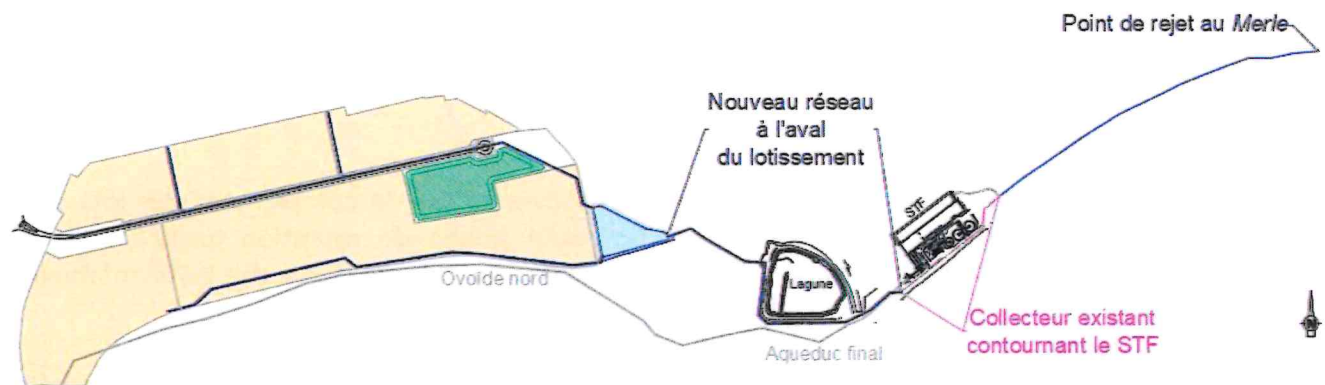 Point de rejet au Merle
Nouveau réseau
à l'aval
du lotissement
STF
Lagune
Ovoïde nord
Aqueduc final
Collecteur existant
contournant le STF